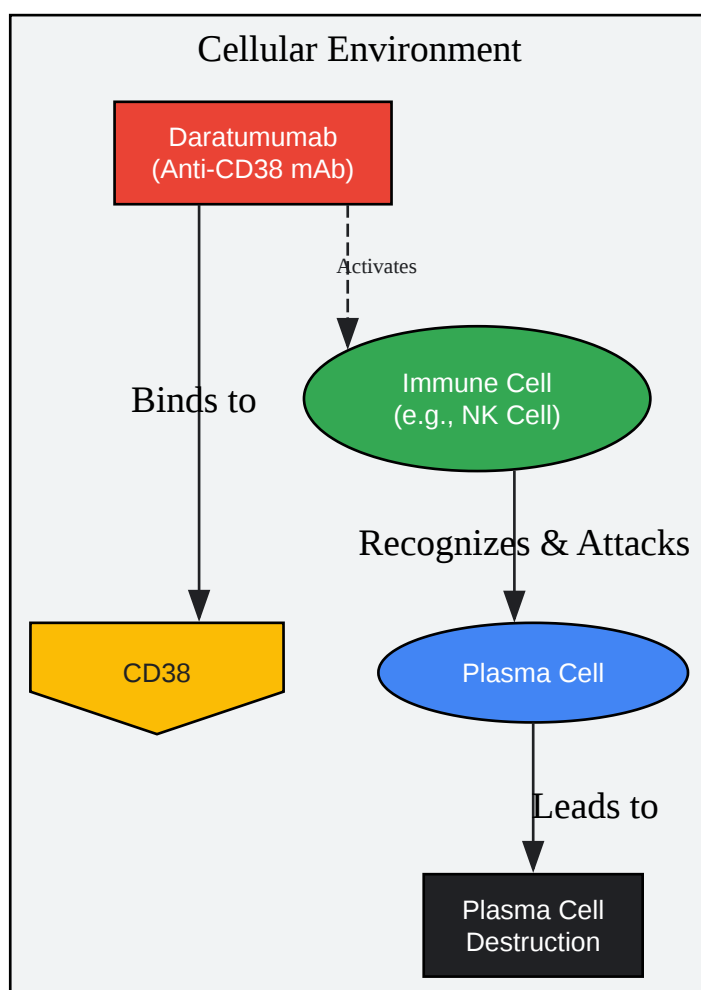 Cellular Environment
Daratumumab
(Anti-CD38 mAb)
Activates
Immune Cell
(e.g., NK Cell)
Binds to
Recognizes & Attacks
CD38
Plasma Cell
Leads to
Plasma Cell
Destruction